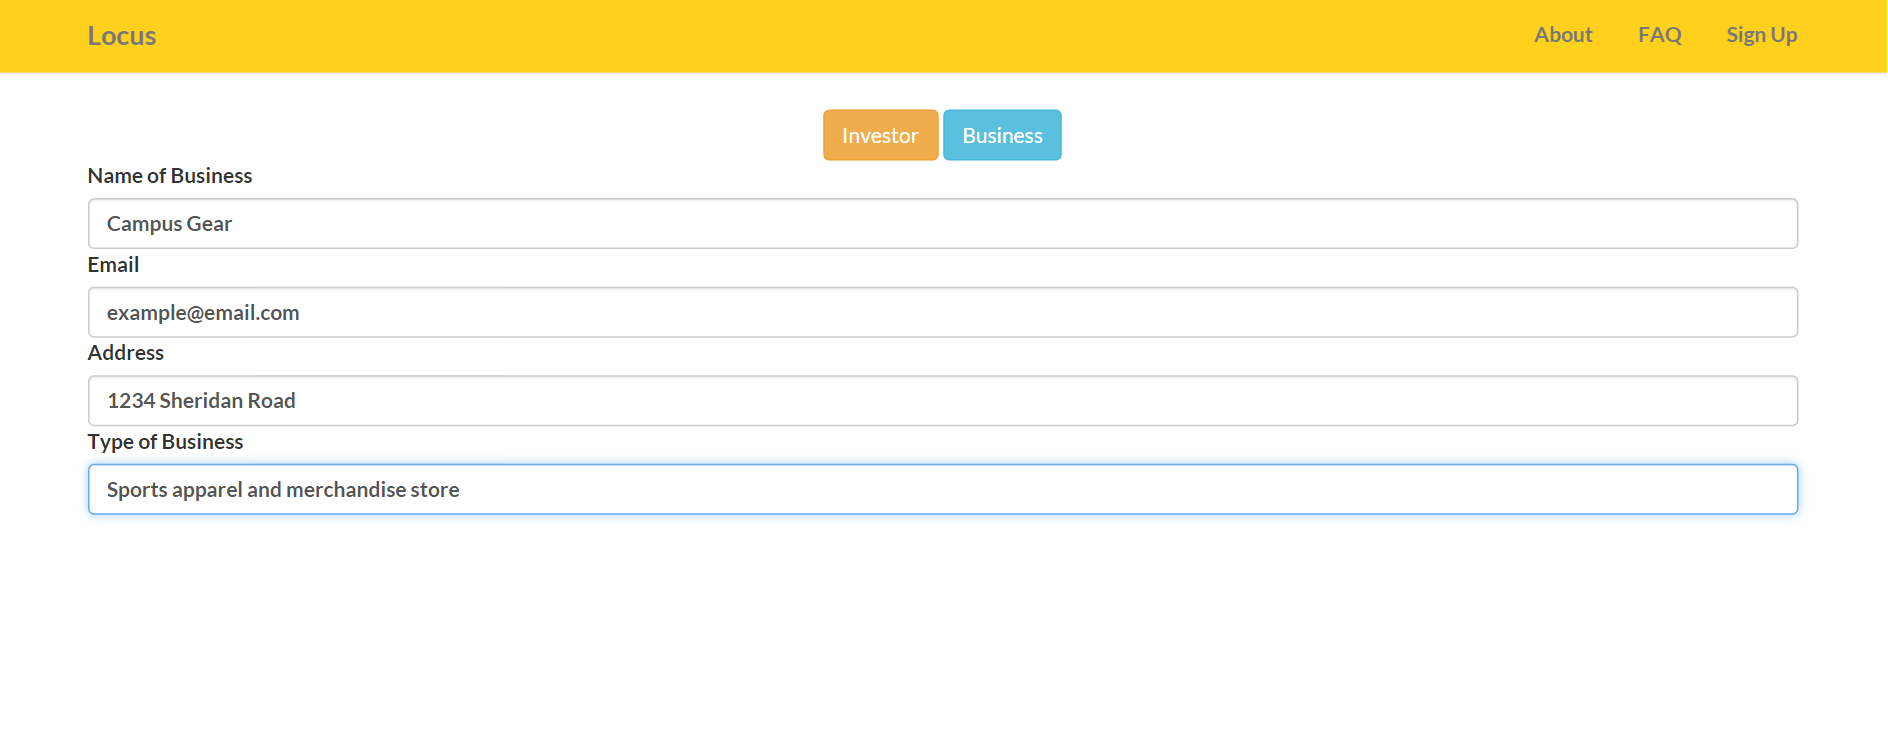 Locus About FAQ Sign Up
Investor Business
Name of Business
Campus Gear
Email
example@email.com
Address
1234 Sheridan Road
Type of Business
Sports apparel and merchandise store